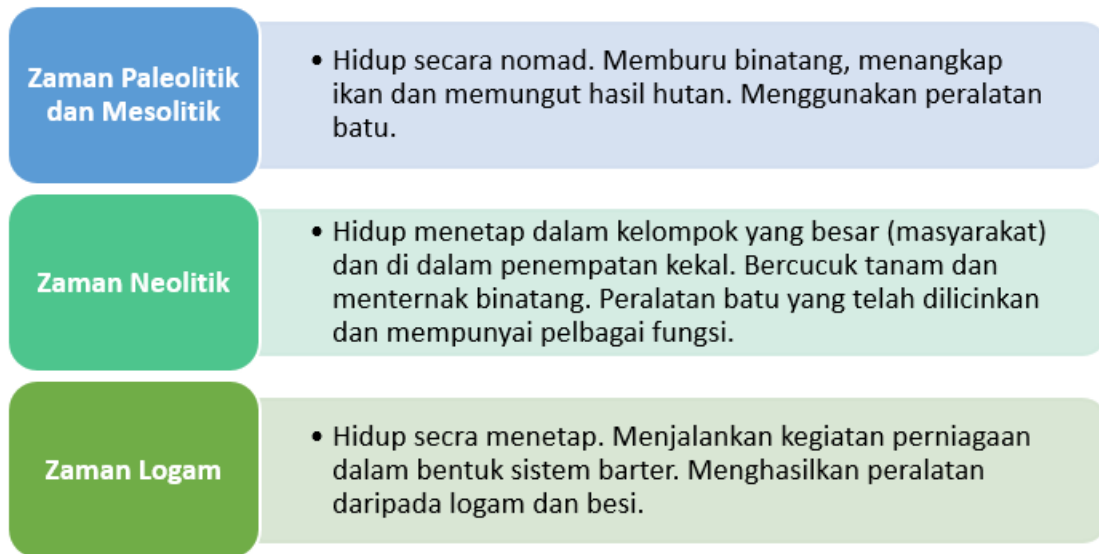 Zaman Paleolitik
dan Mesolitik
• Hidup secara nomad. Memburu binatang, menangkap
ikan dan memungut hasil hutan. Menggunakan peralatan
batu.
Zaman Neolitik
• Hidup menetap dalam kelompok yang besar (masyarakat)
dan di dalam penempatan kekal. Bercucuk tanam dan
menternak binatang. Peralatan batu yang telah dilicinkan
dan mempunyai pelbagai fungsi.
Zaman Logam
• Hidup secra menetap. Menjalankan kegiatan perniagaan
dalam bentuk sistem barter. Menghasilkan peralatan
daripada logam dan besi.